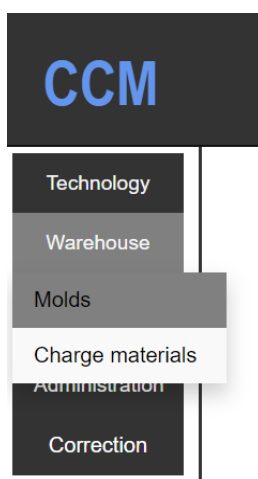 CCM
Technology
Warehouse
Molds
Charge materials
Administration
Correction